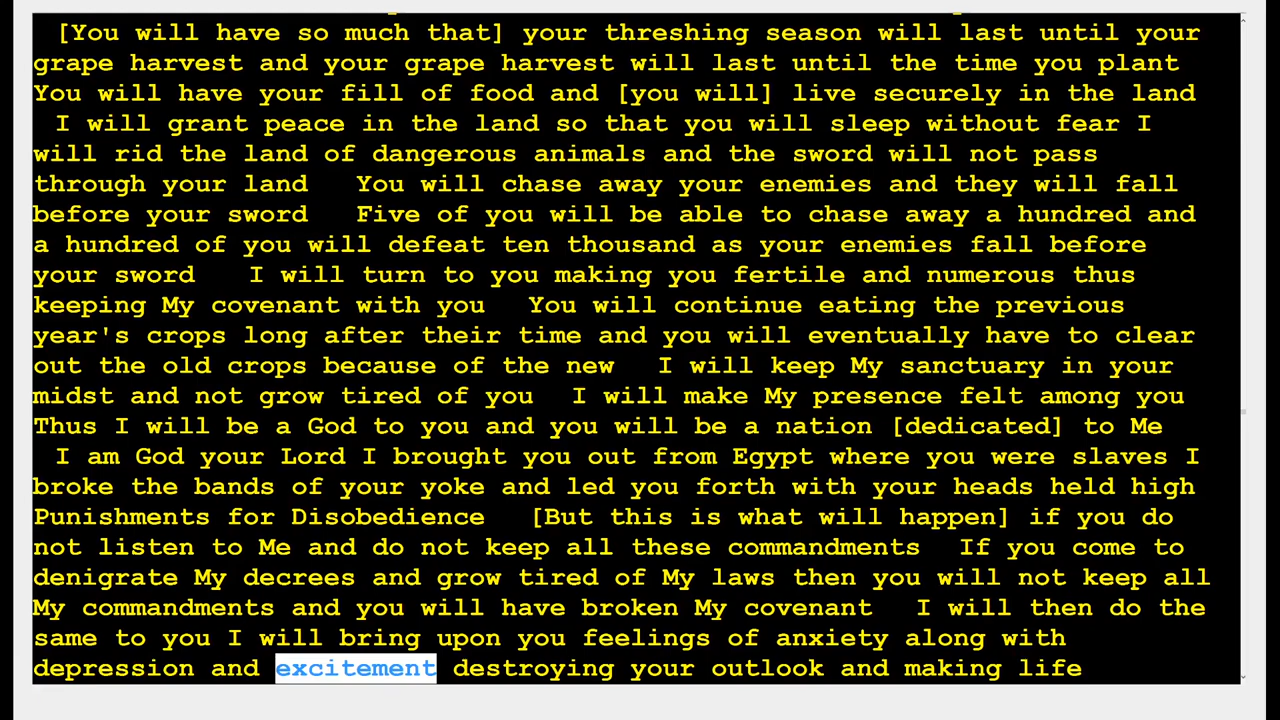 [You will have so much that] your threshing season will last until your
grape harvest and your grape harvest will last until the time you plant
You will have your fill of food and [you will] live securely in the land
I will grant peace in the land so that you will sleep without fear I
will rid the land of dangerous animals and the sword will not pass
through your land You will chase away your enemies and they will fall
before your sword Five of you will be able to chase away a hundred and
a hundred of you will defeat ten thousand as your enemies fall before
your sword I will turn to you making you fertile and numerous thus
keeping My covenant with you You will continue eating the previous
year's crops long after their time and you will eventually have to clear
out the old crops because of the new I will keep My sanctuary in your
midst and not grow tired of you I will make My presence felt among you
Thus I will be a God to you and you will be a nation [dedicated] to Me
I am God your Lord I brought you out from Egypt where you were slaves I
broke the bands of your yoke and led you forth with your heads held high
Punishments for Disobedience [But this is what will happen] if you do
not listen to Me and do not keep all these commandments If you come to
denigrate My decrees and grow tired of My laws then you will not keep all
My commandments and you will have broken My covenant I will then do the
same to you I will bring upon you feelings of anxiety along with
depression and excitement destroying your outlook and making life